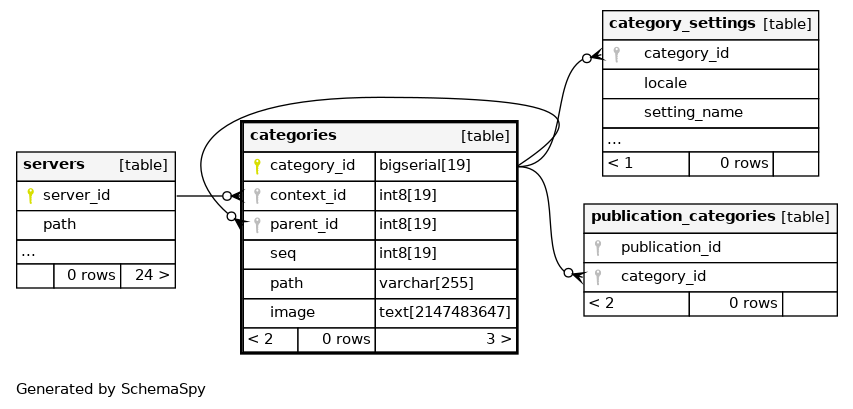 category_settings [table]
category_id
locale
setting_name
...
< 1 0 rows
categories [table]
category_id bigserial[19]
context_id int8[19]
parent_id int8[19]
seq int8[19]
path varchar[255]
image text[2147483647]
< 2 0 rows 3 >
servers [table]
server_id
path
...
0 rows 24 >
publication_categories [table]
publication_id
category_id
< 2 0 rows
Generated by SchemaSpy